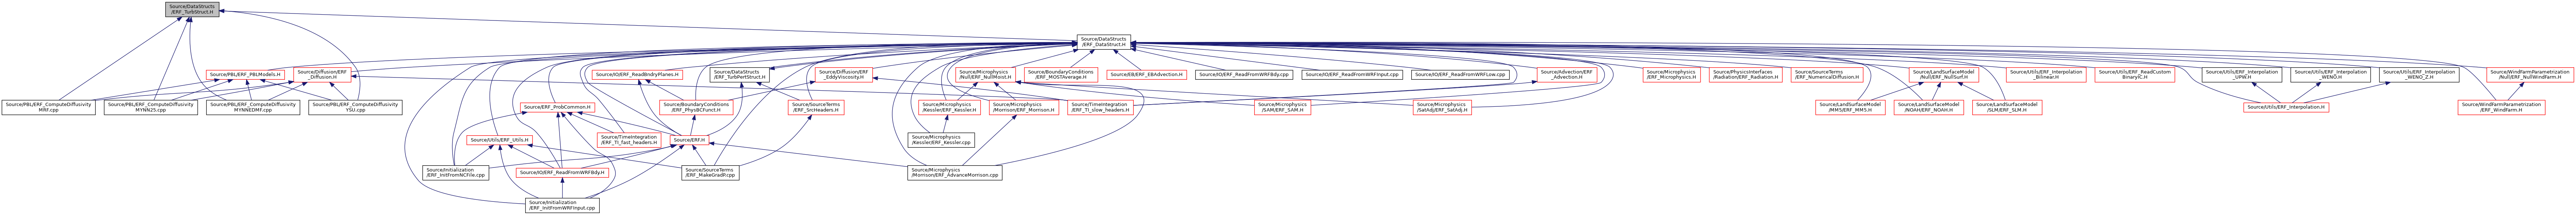 Source/DataStructs
/ERF_TurbStruct.H
Source/DataStructs
/ERF_DataStruct.H
Source/PBL/ERF_PBLModels.H
Source/Diffusion/ERF
_Diffusion.H
Source/IO/ERF_ReadBndryPlanes.H
Source/DataStructs
/ERF_TurbPertStruct.H
Source/Diffusion/ERF
_EddyViscosity.H
Source/Microphysics
/Null/ERF_NullMoist.H
Source/BoundaryConditions
/ERF_MOSTAverage.H
Source/EB/ERF_EBAdvection.H
Source/IO/ERF_ReadFromWRFBdy.cpp
Source/IO/ERF_ReadFromWRFInput.cpp
Source/IO/ERF_ReadFromWRFLow.cpp
Source/Advection/ERF
_Advection.H
Source/Microphysics
/ERF_Microphysics.H
Source/PhysicsInterfaces
/Radiation/ERF_Radiation.H
Source/SourceTerms
/ERF_NumericalDiffusion.H
Source/LandSurfaceModel
/Null/ERF_NullSurf.H
Source/Utils/ERF_Interpolation
_Bilinear.H
Source/Utils/ERF_ReadCustom
BinaryIC.H
Source/Utils/ERF_Interpolation
_UPW.H
Source/Utils/ERF_Interpolation
_WENO.H
Source/Utils/ERF_Interpolation
_WENO_Z.H
Source/WindFarmParametrization
/Null/ERF_NullWindFarm.H
Source/PBL/ERF_ComputeDiffusivity
MRF.cpp
Source/PBL/ERF_ComputeDiffusivity
MYNN25.cpp
Source/PBL/ERF_ComputeDiffusivity
MYNNEDMF.cpp
Source/PBL/ERF_ComputeDiffusivity
YSU.cpp
Source/ERF_ProbCommon.H
Source/BoundaryConditions
/ERF_PhysBCFunct.H
Source/SourceTerms
/ERF_SrcHeaders.H
Source/Microphysics
/Kessler/ERF_Kessler.H
Source/Microphysics
/Morrison/ERF_Morrison.H
Source/TimeIntegration
/ERF_TI_slow_headers.H
Source/Microphysics
/SAM/ERF_SAM.H
Source/Microphysics
/SatAdj/ERF_SatAdj.H
Source/LandSurfaceModel
/MM5/ERF_MM5.H
Source/LandSurfaceModel
/NOAH/ERF_NOAH.H
Source/LandSurfaceModel
/SLM/ERF_SLM.H
Source/Utils/ERF_Interpolation.H
Source/WindFarmParametrization
/ERF_WindFarm.H
Source/Utils/ERF_Utils.H
Source/TimeIntegration
/ERF_TI_fast_headers.H
Source/ERF.H
Source/Microphysics
/Kessler/ERF_Kessler.cpp
Source/Initialization
/ERF_InitFromNCFile.cpp
Source/IO/ERF_ReadFromWRFBdy.H
Source/SourceTerms
/ERF_MakeGradP.cpp
Source/Microphysics
/Morrison/ERF_AdvanceMorrison.cpp
Source/Initialization
/ERF_InitFromWRFInput.cpp